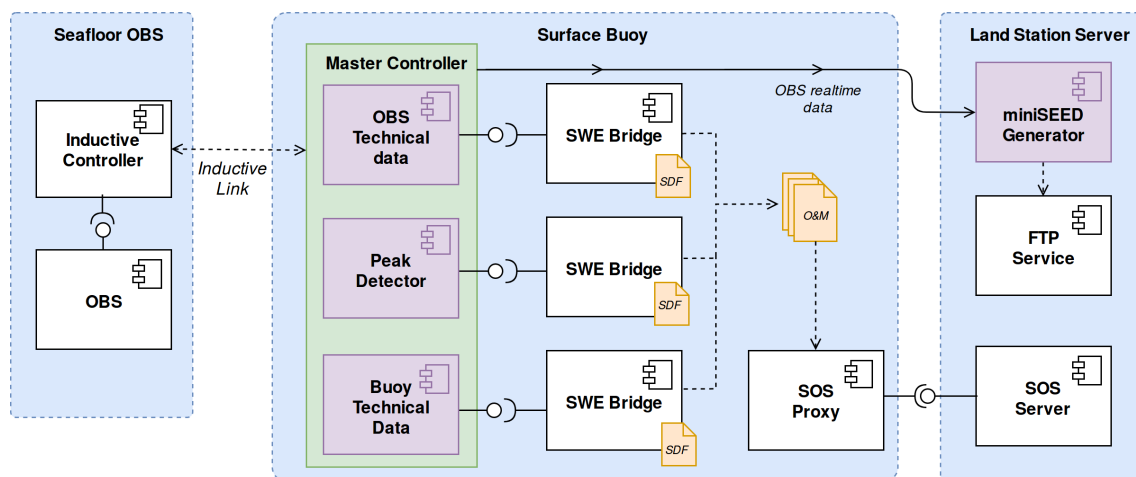 Seafloor OBS
Inductive
Controller
OBS
Inductive
Link
Surface Buoy
Master Controller
OBS
Technical
data
Peak
Detector
Buoy
Technical
Data
SWE Bridge
SDF
SWE Bridge
SDF
SWE Bridge
SDF
OBS realtime
data
O&M
SOS
Proxy
Land Station Server
miniSEED
Generator
FTP
Service
SOS
Server